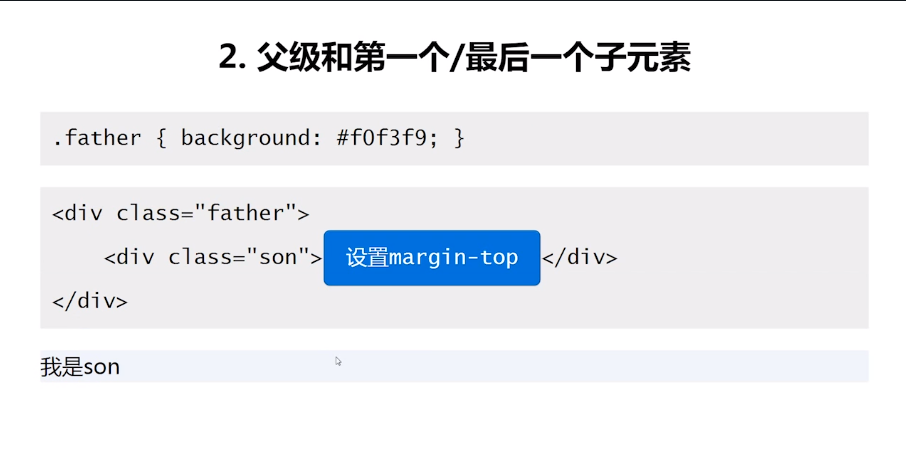 2. 父级和第一个/最后一个子元素
.father { background: #f0f3f9; }
<div class="father">
<div class="son"> 设置margin-top </div>
</div>
我是son